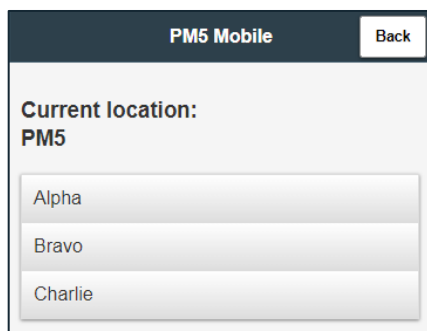 PM5 Mobile Back
Current location:
PM5
Alpha
Bravo
Charlie